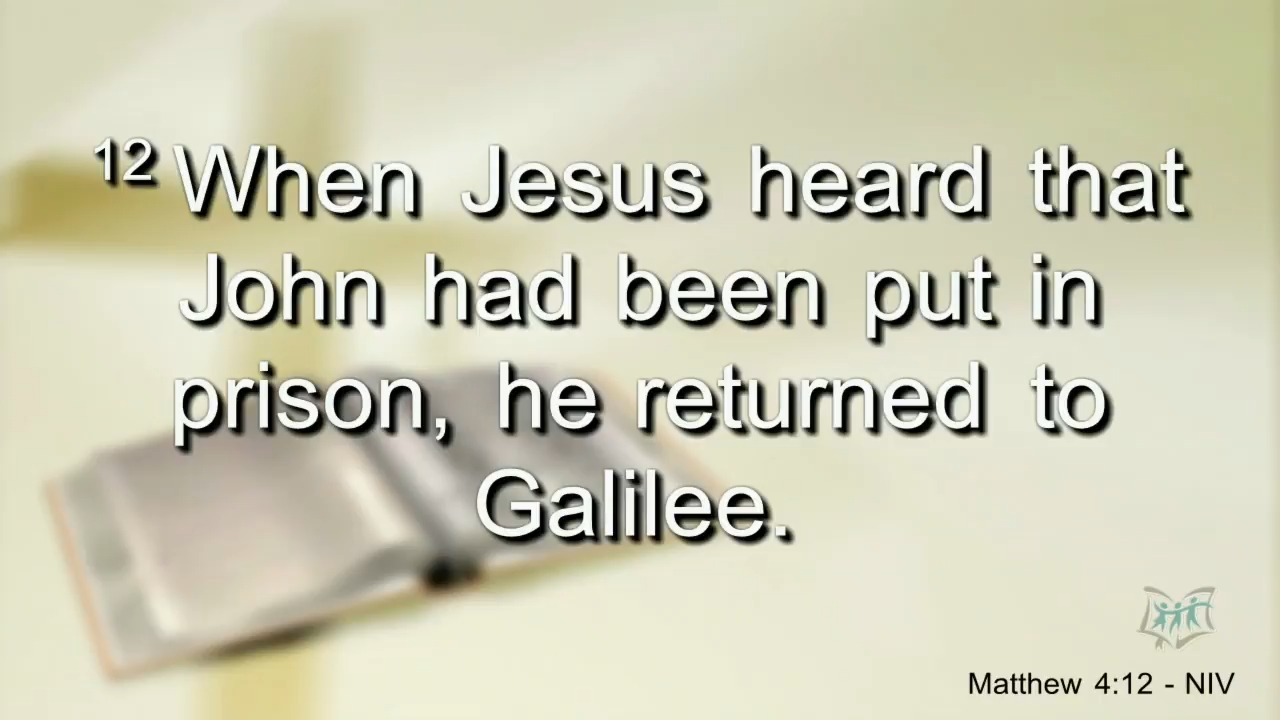 12 When Jesus heard that
John had been put in
prison, he returned to
Galilee.
Matthew 4:12 - NIV